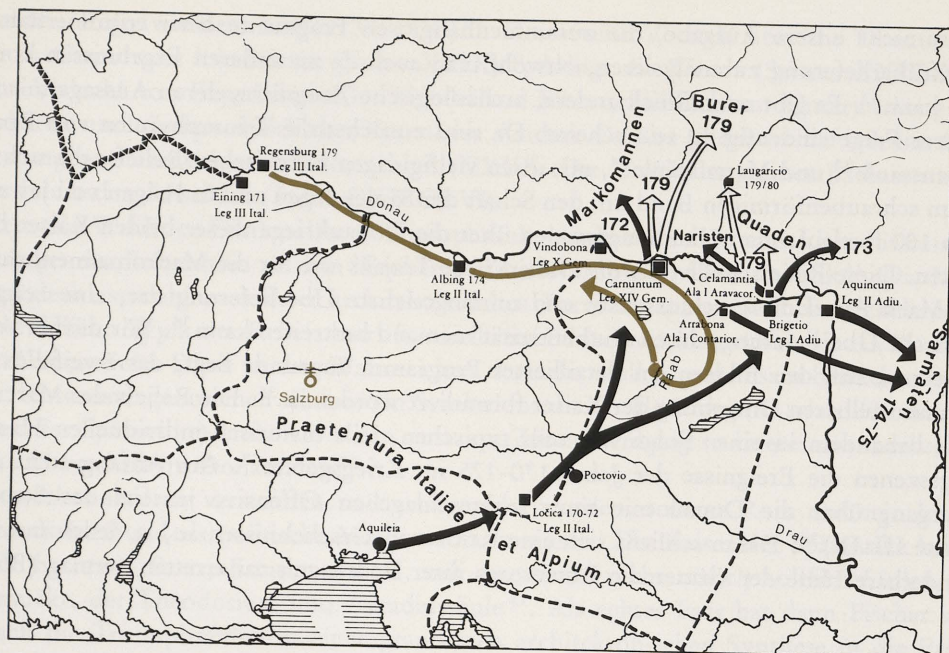 Regensburg 179
Leg III Ital.
Eining 171
Leg III Ital.
Donau
Albing 174
Leg II Ital.
Vindobona
Leg X Gem.
Markomannen
172
179
Burer
179
Laugaricio
179/80
Naristen
Quaden
179
173
Celamantia
Ala I Aravacor.
Carnuntum
Leg XIV Gem.
Arrabona
Ala I Contarior.
Brigetio
Leg I Adiu.
Aquincum
Leg II Adiu.
Sarmaten
174-75
Raab
Salzburg
Praetentura
Italiae
et Alpium
Poetovio
Lotica 170-172
Leg II Ital.
Aquileia
Drau